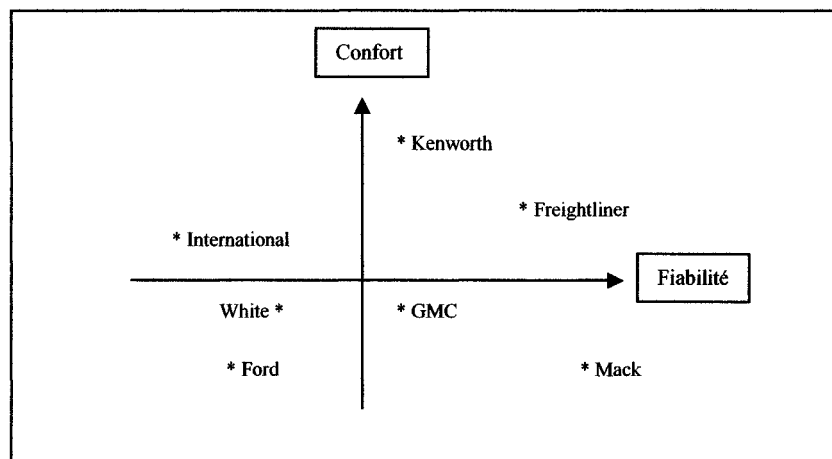 Confort
* Kenworth
* Freightliner
* International
Fiabilité
White *
* GMC
* Ford
* Mack